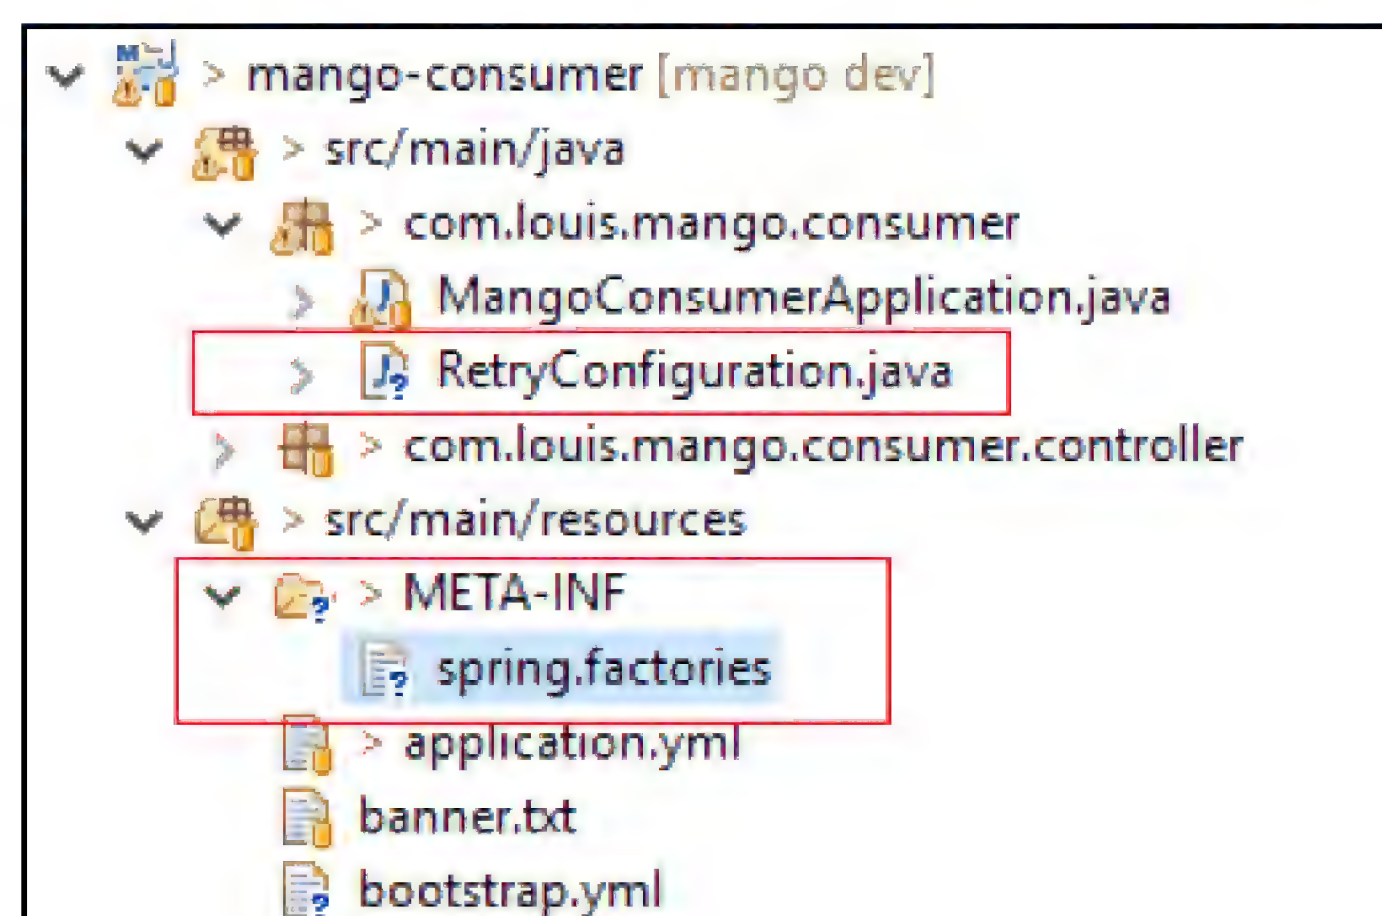 > mango-consumer [mango dev]
> src/main/java
> com.louis.mango.consumer
MangoConsumerApplication.java
RetryConfiguration.java
> com.louis.mango.consumer.controller
> src/main/resources
> META-INF
spring.factories
> application.yml
banner.txt
bootstrap.yml